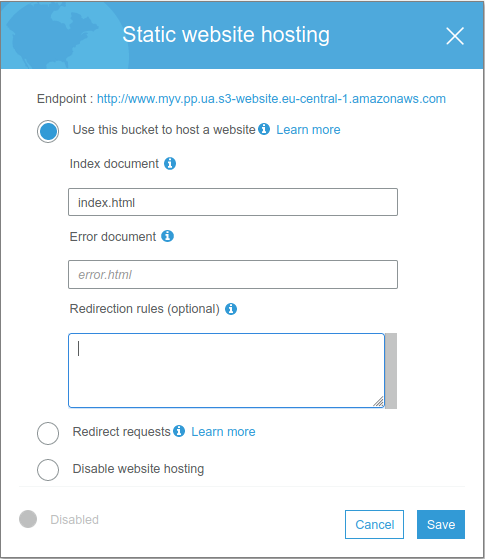 Static website hosting
Endpoint : http://www.myv.pp.ua.s3-website.eu-central-1.amazonaws.com
Use this bucket to host a website Learn more
Index document
index.html
Error document
error.html
Redirection rules (optional)
Redirect requests Learn more
Disable website hosting
Disabled
Cancel Save